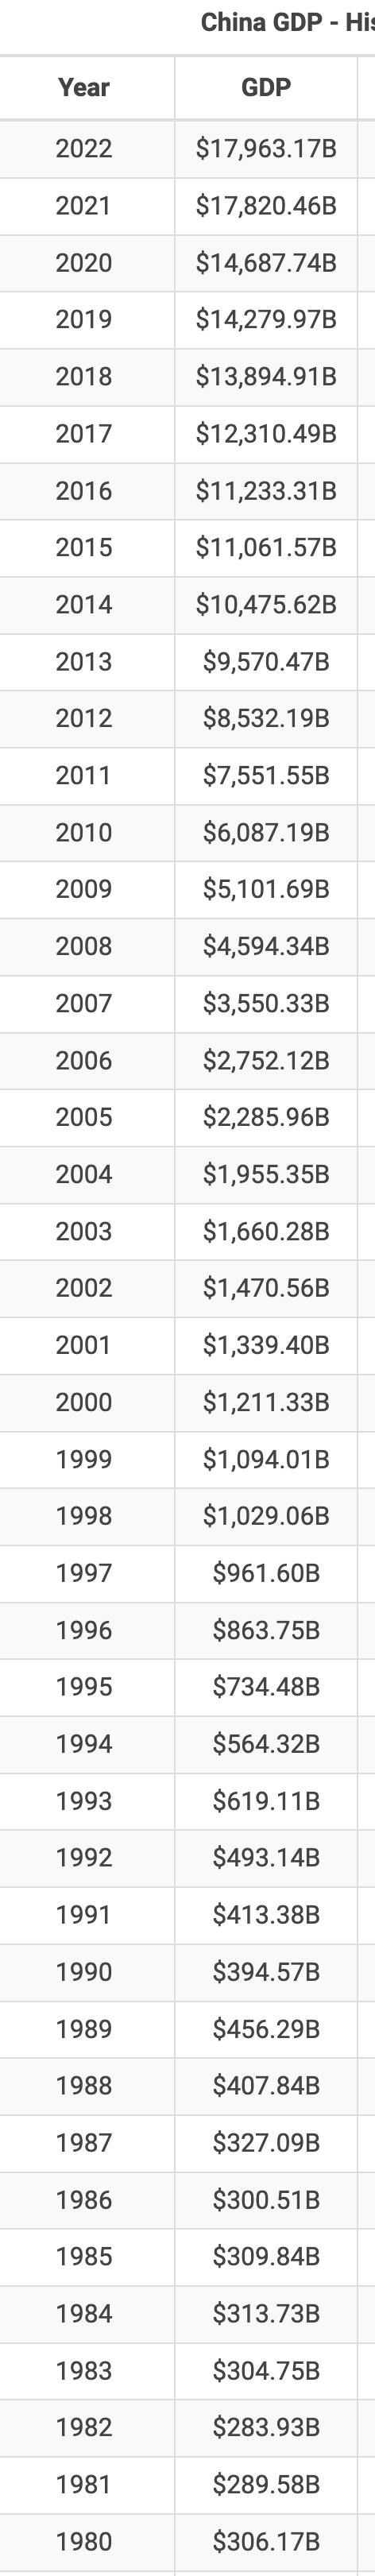 China GDP - His
Year GDP
2022 $17,963.17B
2021 $17,820.46B
2020 $14,687.74B
2019 $14,279.97B
2018 $13,894.91B
2017 $12,310.49B
2016 $11,233.31B
2015 $11,061.57B
2014 $10,475.62B
2013 $9,570.47B
2012 $8,532.19B
2011 $7,551.55B
2010 $6,087.19B
2009 $5,101.69B
2008 $4,594.34B
2007 $3,550.33B
2006 $2,752.12B
2005 $2,285.96B
2004 $1,955.35B
2003 $1,660.28B
2002 $1,470.56B
2001 $1,339.40B
2000 $1,211.33B
1999 $1,094.01B
1998 $1,029.06B
1997 $961.60B
1996 $863.75B
1995 $734.48B
1994 $564.32B
1993 $619.11B
1992 $493.14B
1991 $413.38B
1990 $394.57B
1989 $456.29B
1988 $407.84B
1987 $327.09B
1986 $300.51B
1985 $309.84B
1984 $313.73B
1983 $304.75B
1982 $283.93B
1981 $289.58B
1980 $306.17B